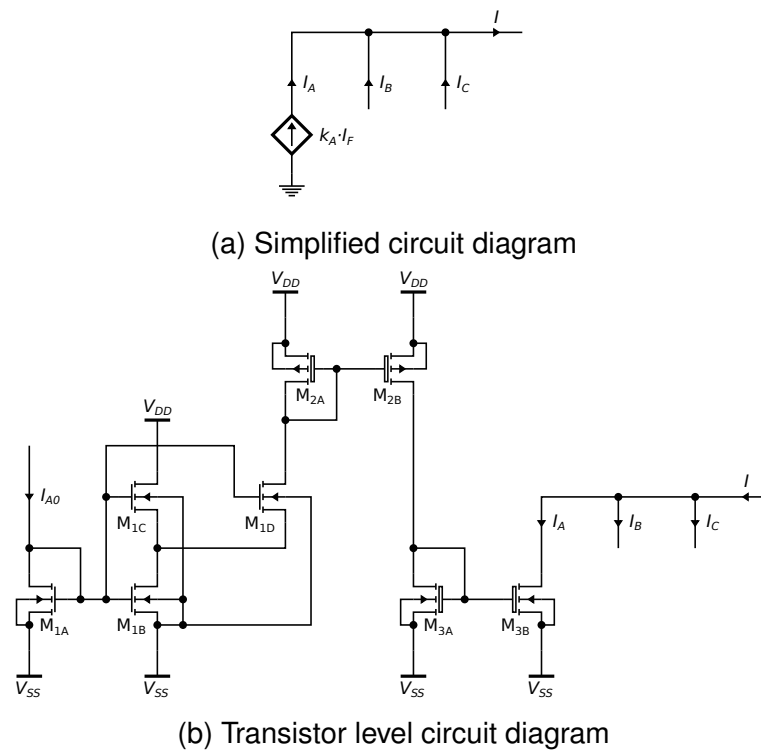 I
I_A
I_B
I_C
k_A·I_F
(a) Simplified circuit diagram
V_DD
V_DD
M_2A
M_2B
V_DD
I_A0
M_1C
M_1D
I
I_A
I_B
I_C
M_1A
M_1B
M_3A
M_3B
V_SS
V_SS
V_SS
V_SS
(b) Transistor level circuit diagram